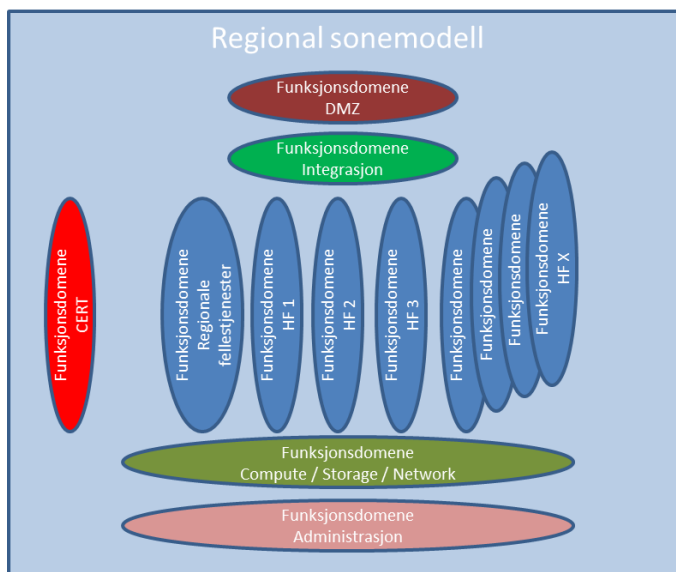 Regional sonemodell
Funksjonsdomene
DMZ
Funksjonsdomene
Integrasjon
Funksjonsdomene
CERT
Funksjonsdomene
Regionale
fellestjenester
Funksjonsdomene
HF 1
Funksjonsdomene
HF 2
Funksjonsdomene
HF 3
Funksjonsdomene
Funksjonsdomene
Funksjonsdomene
Funksjonsdomene
HF X
Funksjonsdomene
Compute / Storage / Network
Funksjonsdomene
Administrasjon